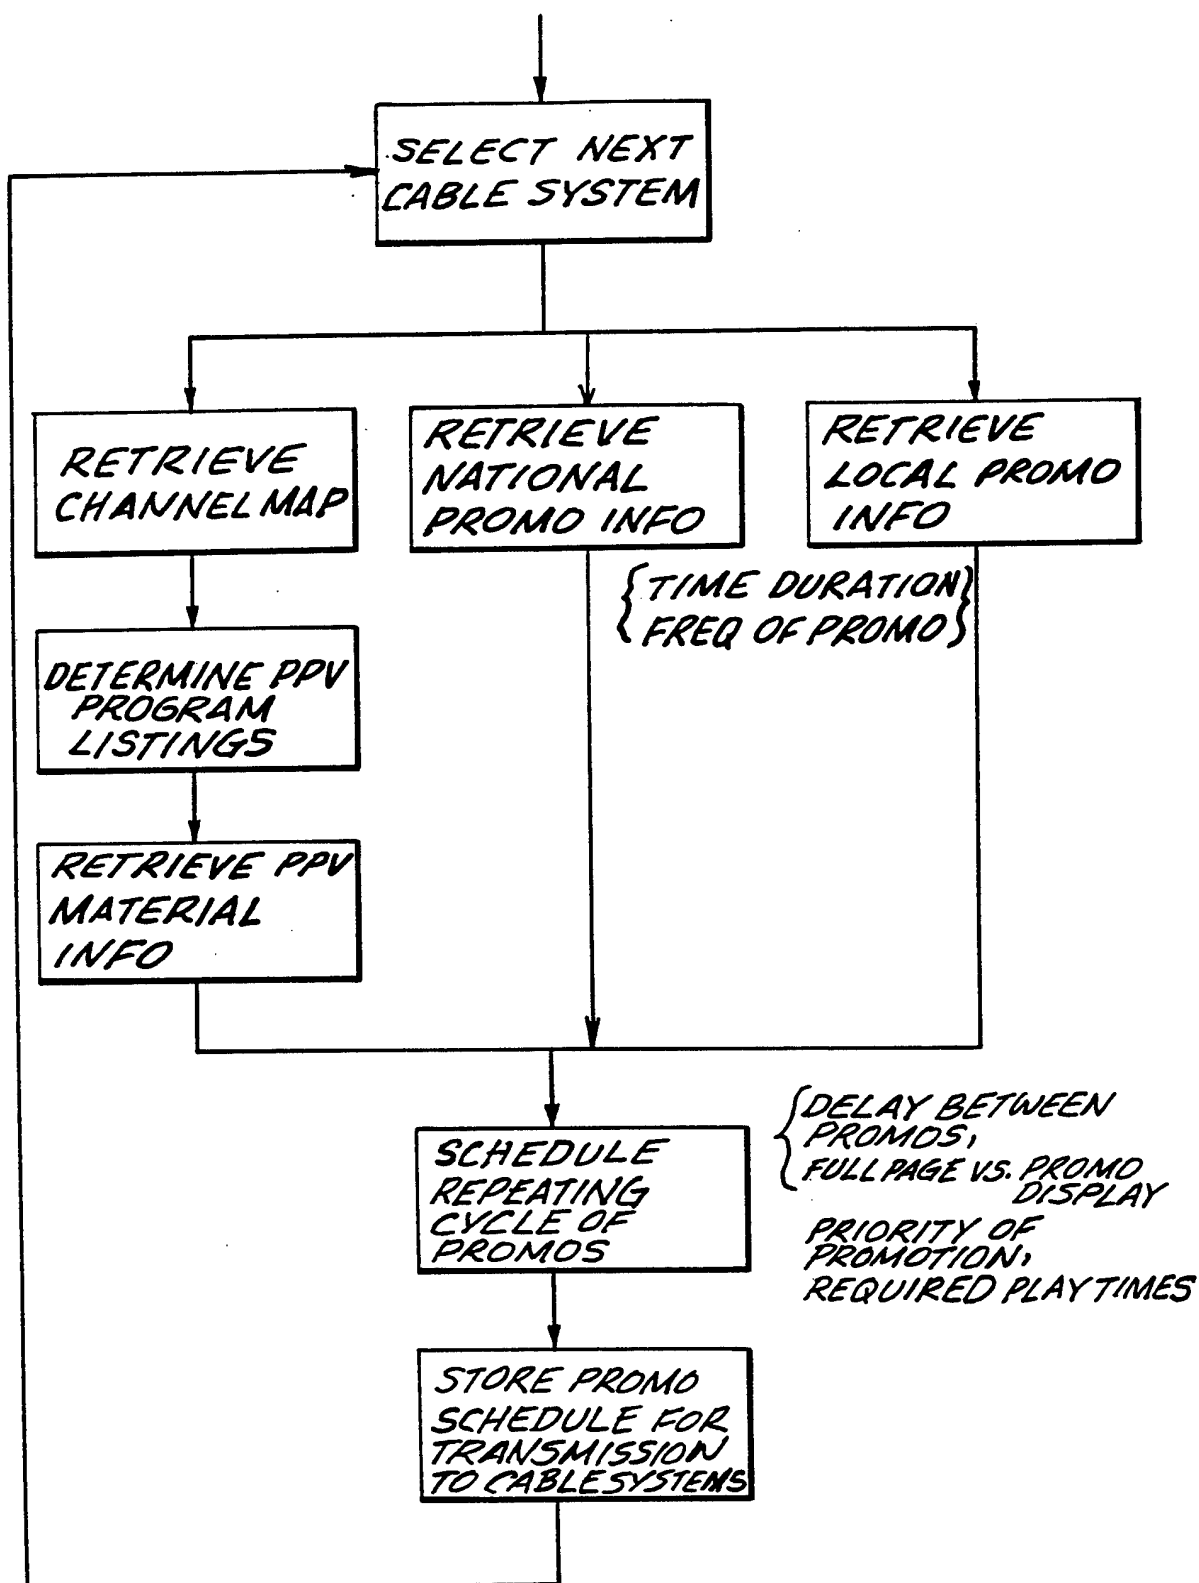 SELECT NEXT
CABLE SYSTEM
RETRIEVE
CHANNEL MAP
RETRIEVE
NATIONAL
PROMO INFO
RETRIEVE
LOCAL PROMO
INFO
{TIME DURATION}
{FREQ OF PROMO}
DETERMINE PPV
PROGRAM
LISTINGS
RETRIEVE PPV
MATERIAL
INFO
SCHEDULE
REPEATING
CYCLE OF
PROMOS
DELAY BETWEEN
PROMOS,
FULL PAGE VS. PROMO
DISPLAY
PRIORITY OF
PROMOTION,
REQUIRED PLAY TIMES
STORE PROMO
SCHEDULE FOR
TRANSMISSION
TO CABLE SYSTEMS